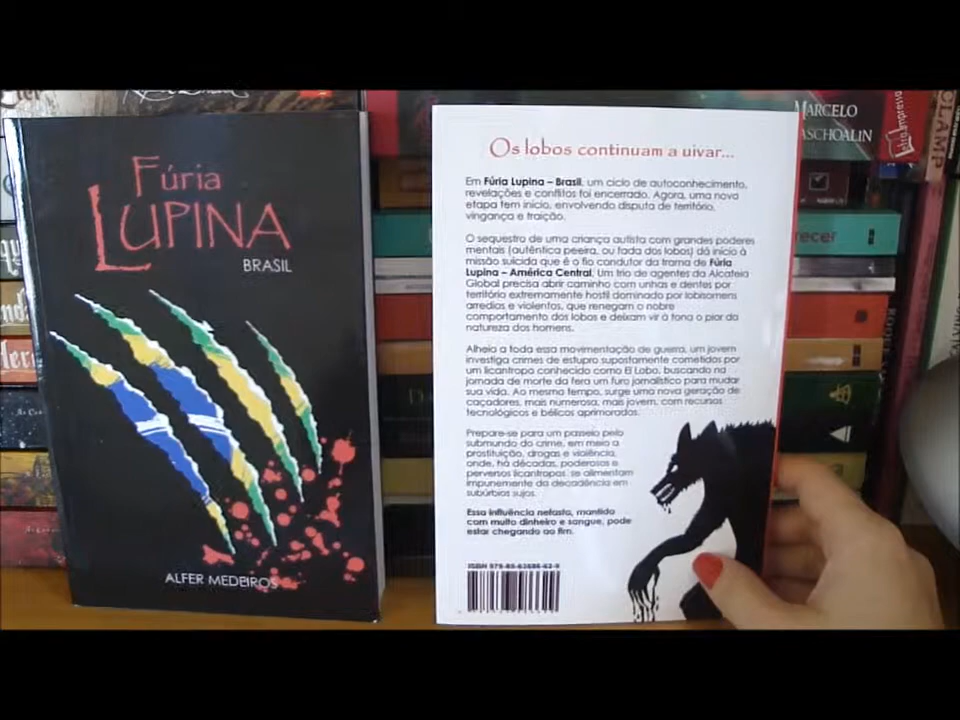 Fúria
LUPINA
BRASIL
ALFER MEDEIROS
Os lobos continuam a uivar...
Em Fúria Lupina – Brasil, um ciclo de autoconhecimento,
revelações e conflitos foi encerrado. Agora, uma nova
etapa tem início, envolvendo disputa de território,
vingança e traição.
O sequestro de uma criança autista com grandes poderes
mentais (autêntica peeira, ou fada dos lobos) dá início à
missão suicida que é o fio condutor da trama de Fúria
Lupina – América Central. Um trio de agentes da Alcateia
Global precisa abrir caminho com unhas e dentes por
território extremamente hostil dominado por lobisomens
arredios e violentos, que renegam o nobre
comportamento dos lobos e deixam vir à tona o pior da
natureza dos homens.
Alheio a toda essa movimentação de guerra, um jovem
investiga crimes de estupro supostamente cometidos por
um licantropo conhecido como El Lobo, buscando na
jornada de morte da fera um furo jornalístico para mudar
sua vida. Ao mesmo tempo, surge uma nova geração de
caçadores, mais numerosa, mais jovem, com recursos
tecnológicos e bélicos aprimorados.
Prepare-se para um passeio pelo
submundo do crime, em meio a
prostituição, drogas e violência,
onde, há décadas, poderosos e
perversos licantropos se alimentam
impunemente da decadência em
subúrbios sujos.
Essa influência nefasta, mantida
com muito dinheiro e sangue, pode
estar chegando ao fim.
MARCELO
PASCHOALIN
CLAMP